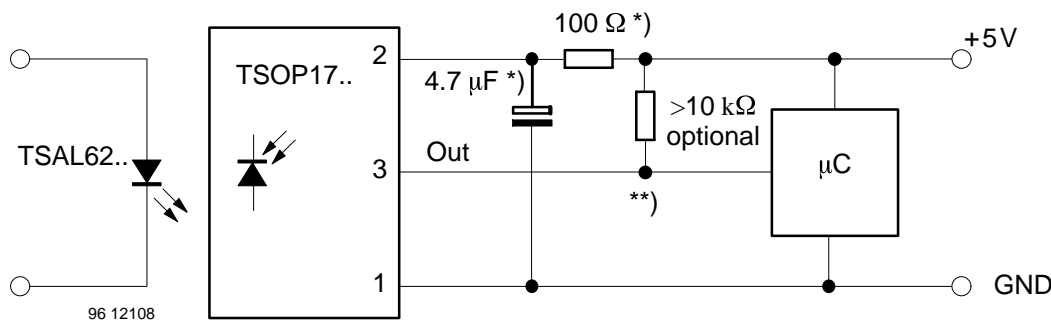 100 Ω *)
+5V
2
TSOP17..
4.7 μF *)
>10 kΩ
optional
TSAL62..
Out
3
μC
**)
1
GND
96 12108